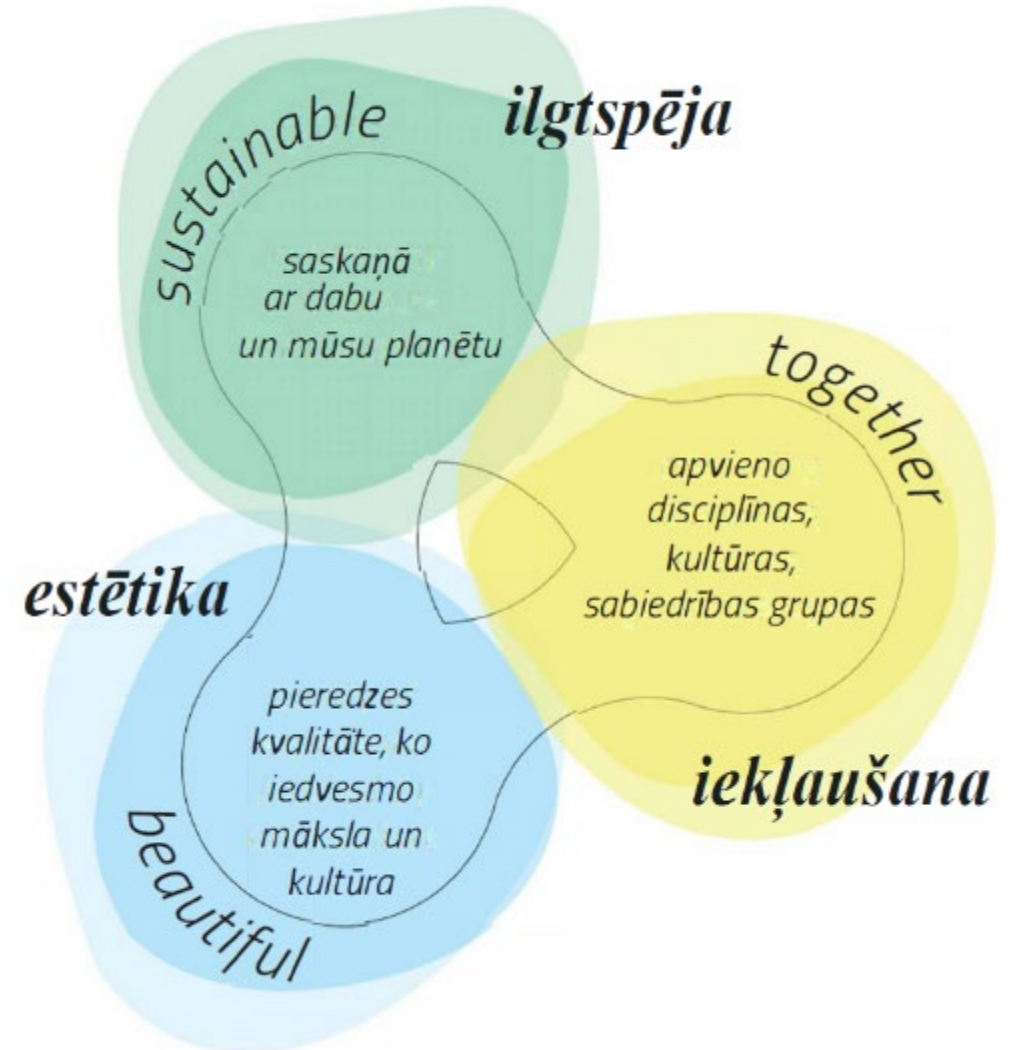 sustainable
ilgtspēja
saskaņā
ar dabu
un mūsu planētu
together
apvieno
disciplīnas,
kultūras,
sabiedrības grupas
iekļaušana
estētika
pieredzes
kvalitāte, ko
iedvesmo
māksla un
kultūra
beautiful